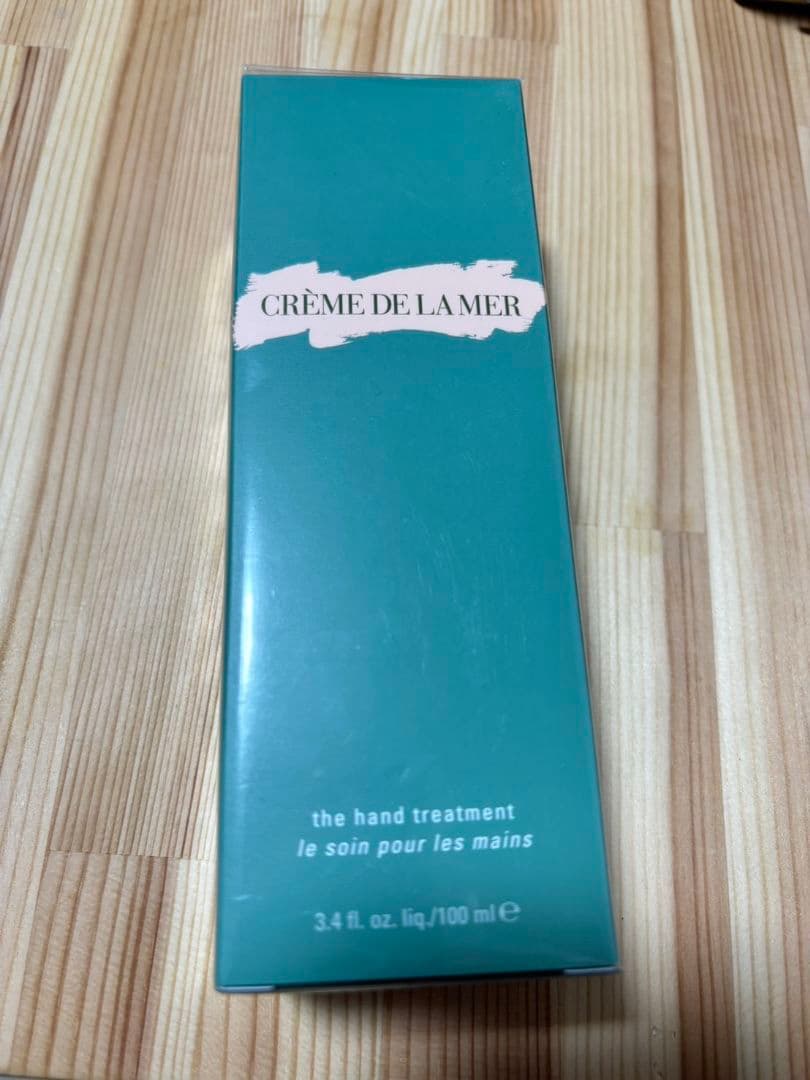 CRÈME DE LA MER
the hand treatment
le soin pour les mains
3.4 fl. oz. liq./100 ml ℮